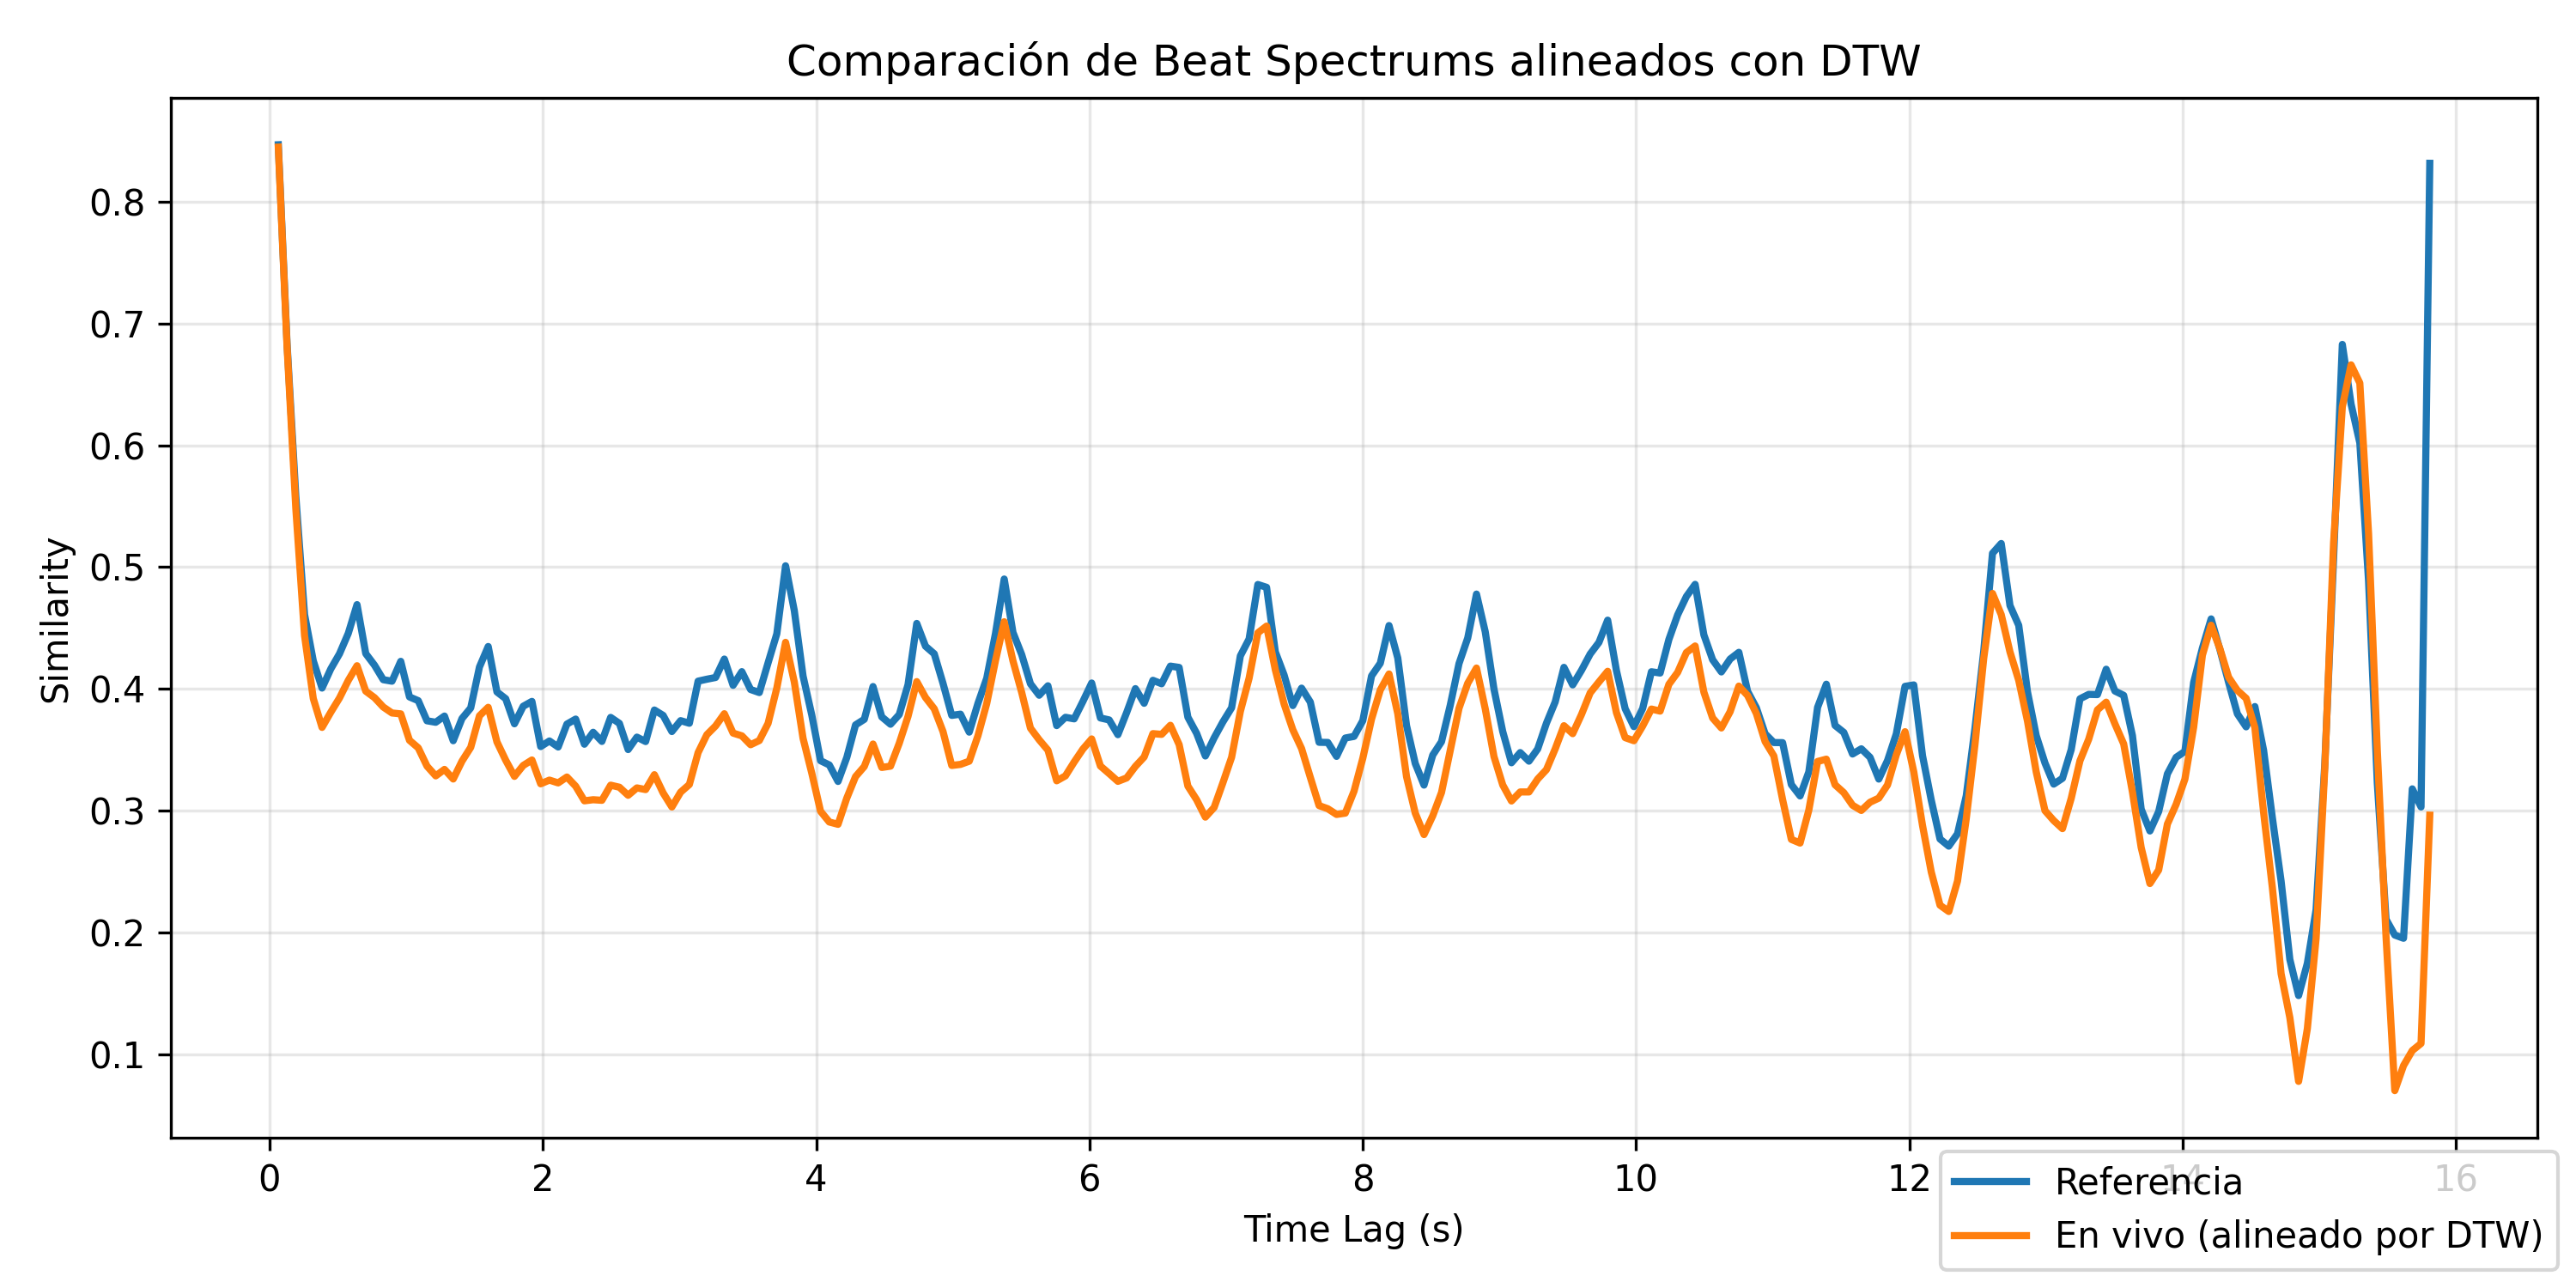 Comparación de Beat Spectrums alineados con DTW
Similarity
0.8
0.7
0.6
0.5
0.4
0.3
0.2
0.1
0 2 4 6 8 10 12 14 16
Time Lag (s)
Referencia
En vivo (alineado por DTW)